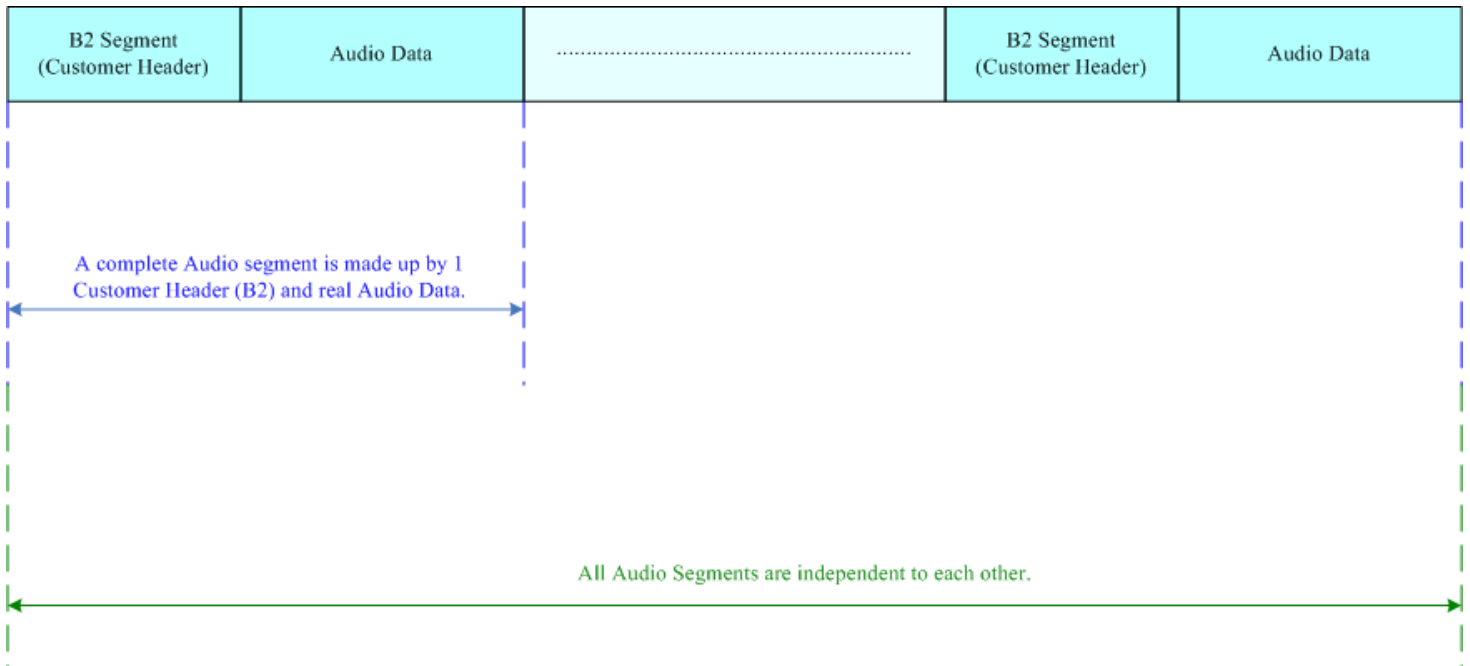 B2 Segment
(Customer Header)
Audio Data
............................................................
B2 Segment
(Customer Header)
Audio Data
A complete Audio segment is made up by 1
Customer Header (B2) and real Audio Data.
All Audio Segments are independent to each other.